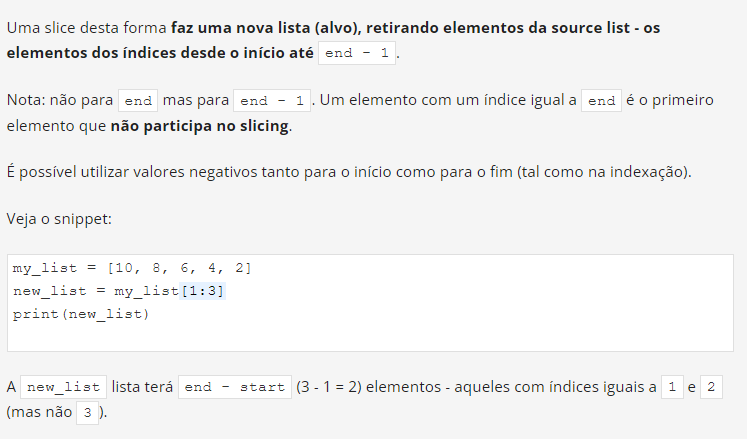 Uma slice desta forma faz uma nova lista (alvo), retirando elementos da source list - os
elementos dos índices desde o início até end - 1.
Nota: não para end mas para end - 1. Um elemento com um índice igual a end é o primeiro
elemento que não participa no slicing.
É possível utilizar valores negativos tanto para o início como para o fim (tal como na indexação).
Veja o snippet:
my_list = [10, 8, 6, 4, 2]
new_list = my_list[1:3]
print(new_list)
A new_list lista terá end - start (3 - 1 = 2) elementos - aqueles com índices iguais a 1 e 2
(mas não 3).